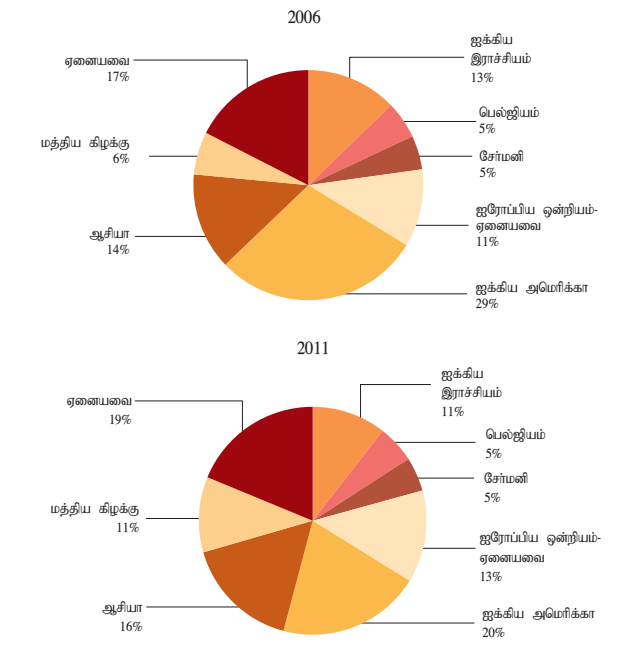 2006
ஐக்கிய
இராச்சியம்
13%
ஏனையவை
17%
பெல்ஜியம்
5%
மத்திய கிழக்கு
6%
சேர்மனி
5%
ஐரோப்பிய ஒன்றியம்-
ஏனையவை
11%
ஆசியா
14%
ஐக்கிய அமெரிக்கா
29%
2011
ஐக்கிய
இராச்சியம்
11%
ஏனையவை
19%
பெல்ஜியம்
5%
சேர்மனி
5%
மத்திய கிழக்கு
11%
ஐரோப்பிய ஒன்றியம்-
ஏனையவை
13%
ஆசியா
16%
ஐக்கிய அமெரிக்கா
20%